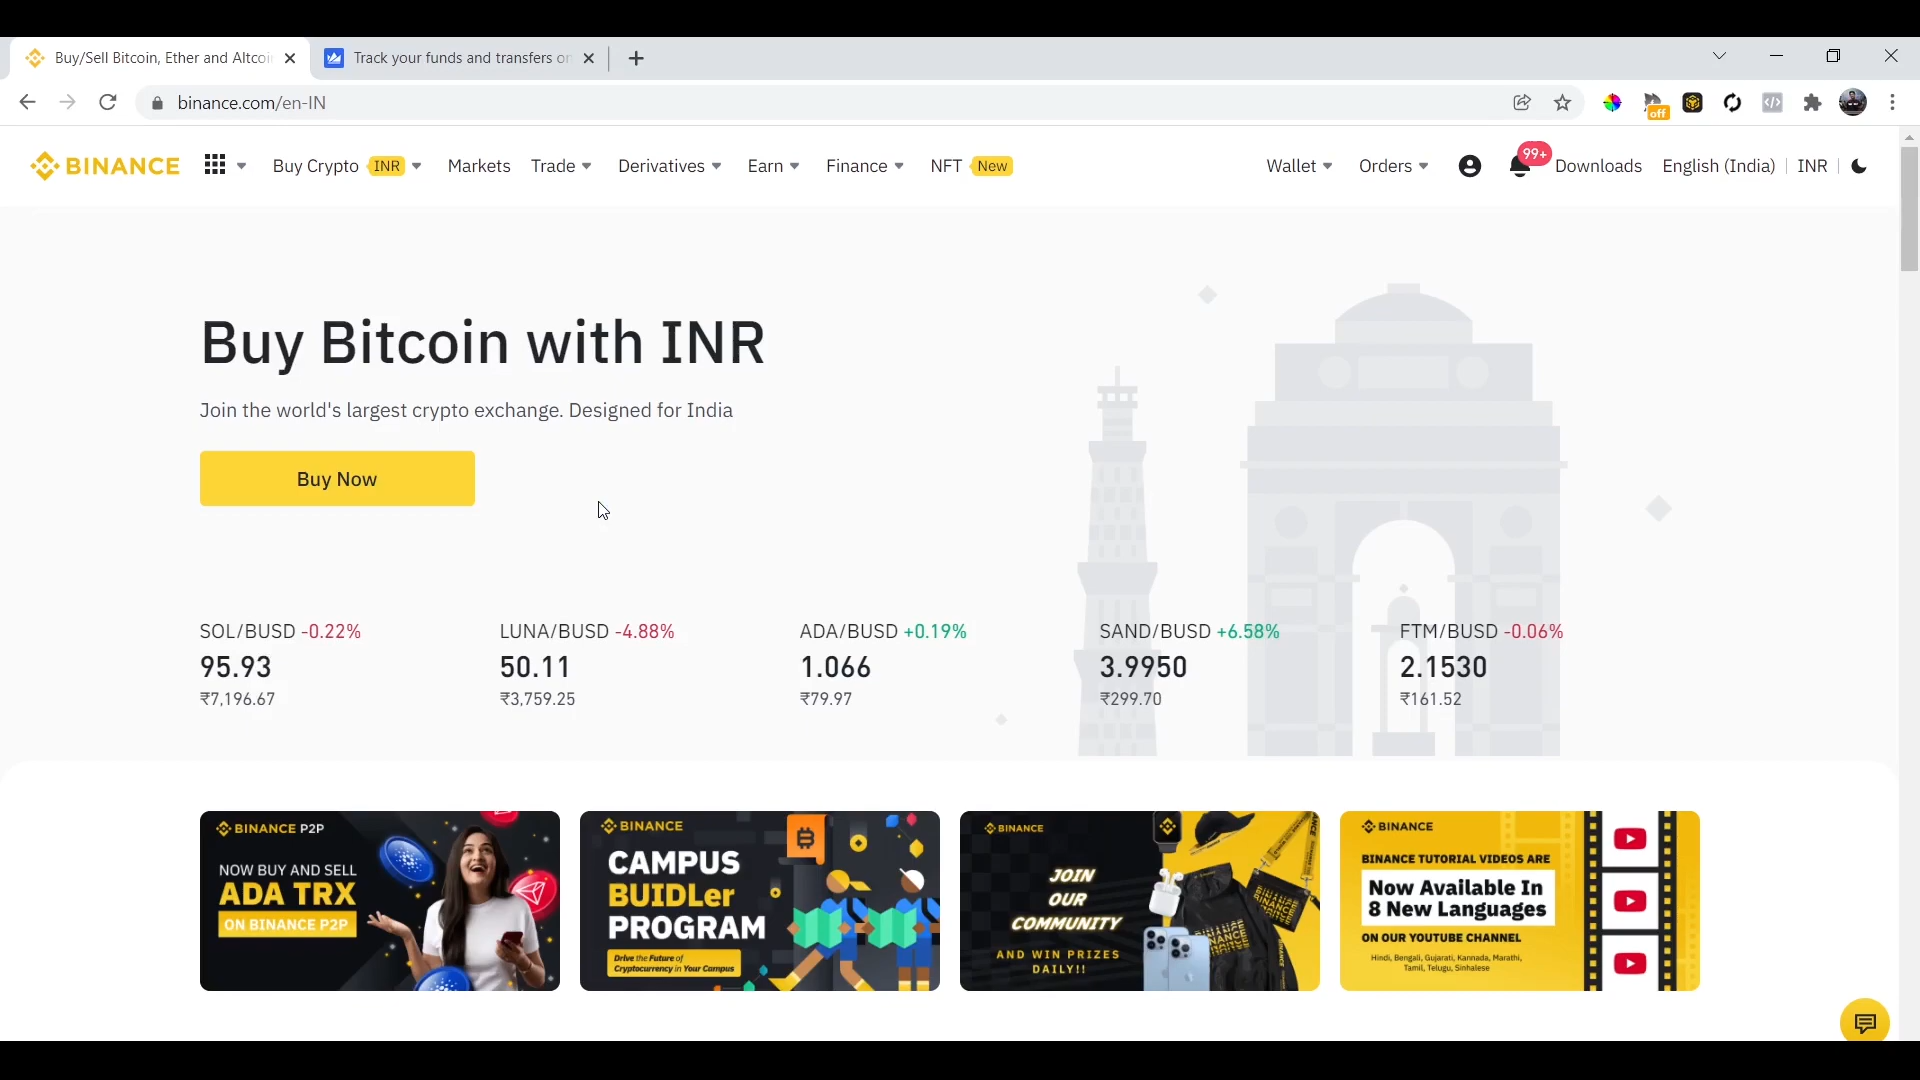 Buy/Sell Bitcoin, Ether and Altcoi
Track your funds and transfers on
binance.com/en-IN
off
BINANCE
Buy Crypto INR
Markets
Trade
Derivatives
Earn
Finance
NFT New
Wallet
Orders
99+
Downloads
English (India)
INR
Buy Bitcoin with INR
Join the world's largest crypto exchange. Designed for India
Buy Now
SOL/BUSD -0.22%
95.93
₹7,196.67
LUNA/BUSD -4.88%
50.11
₹3,759.25
ADA/BUSD +0.19%
1.066
₹79.97
SAND/BUSD +6.58%
3.9950
₹299.70
FTM/BUSD -0.06%
2.1530
₹161.52
BINANCE P2P
NOW BUY AND SELL
ADA TRX
ON BINANCE P2P
BINANCE
CAMPUS
BUIDLer
PROGRAM
Drive the Future of
Cryptocurrency in Your Campus
BINANCE
JOIN
OUR
COMMUNITY
AND WIN PRIZES
DAILY!!
BINANCE
BINANCE
BINANCE TUTORIAL VIDEOS ARE
Now Available In
8 New Languages
ON OUR YOUTUBE CHANNEL
Hindi, Bengali, Gujarati, Kannada, Marathi,
Tamil, Telugu, Sinhalese